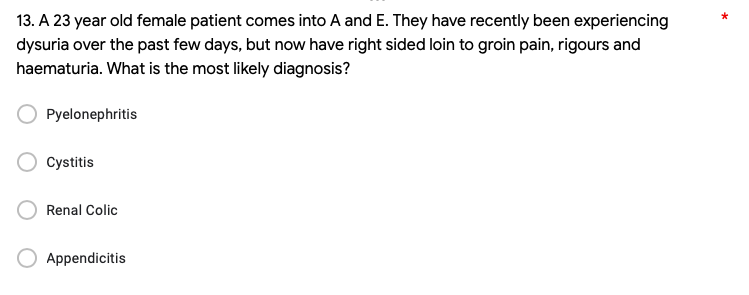 13. A 23 year old female patient comes into A and E. They have recently been experiencing *
dysuria over the past few days, but now have right sided loin to groin pain, rigours and
haematuria. What is the most likely diagnosis?
Pyelonephritis
Cystitis
Renal Colic
Appendicitis